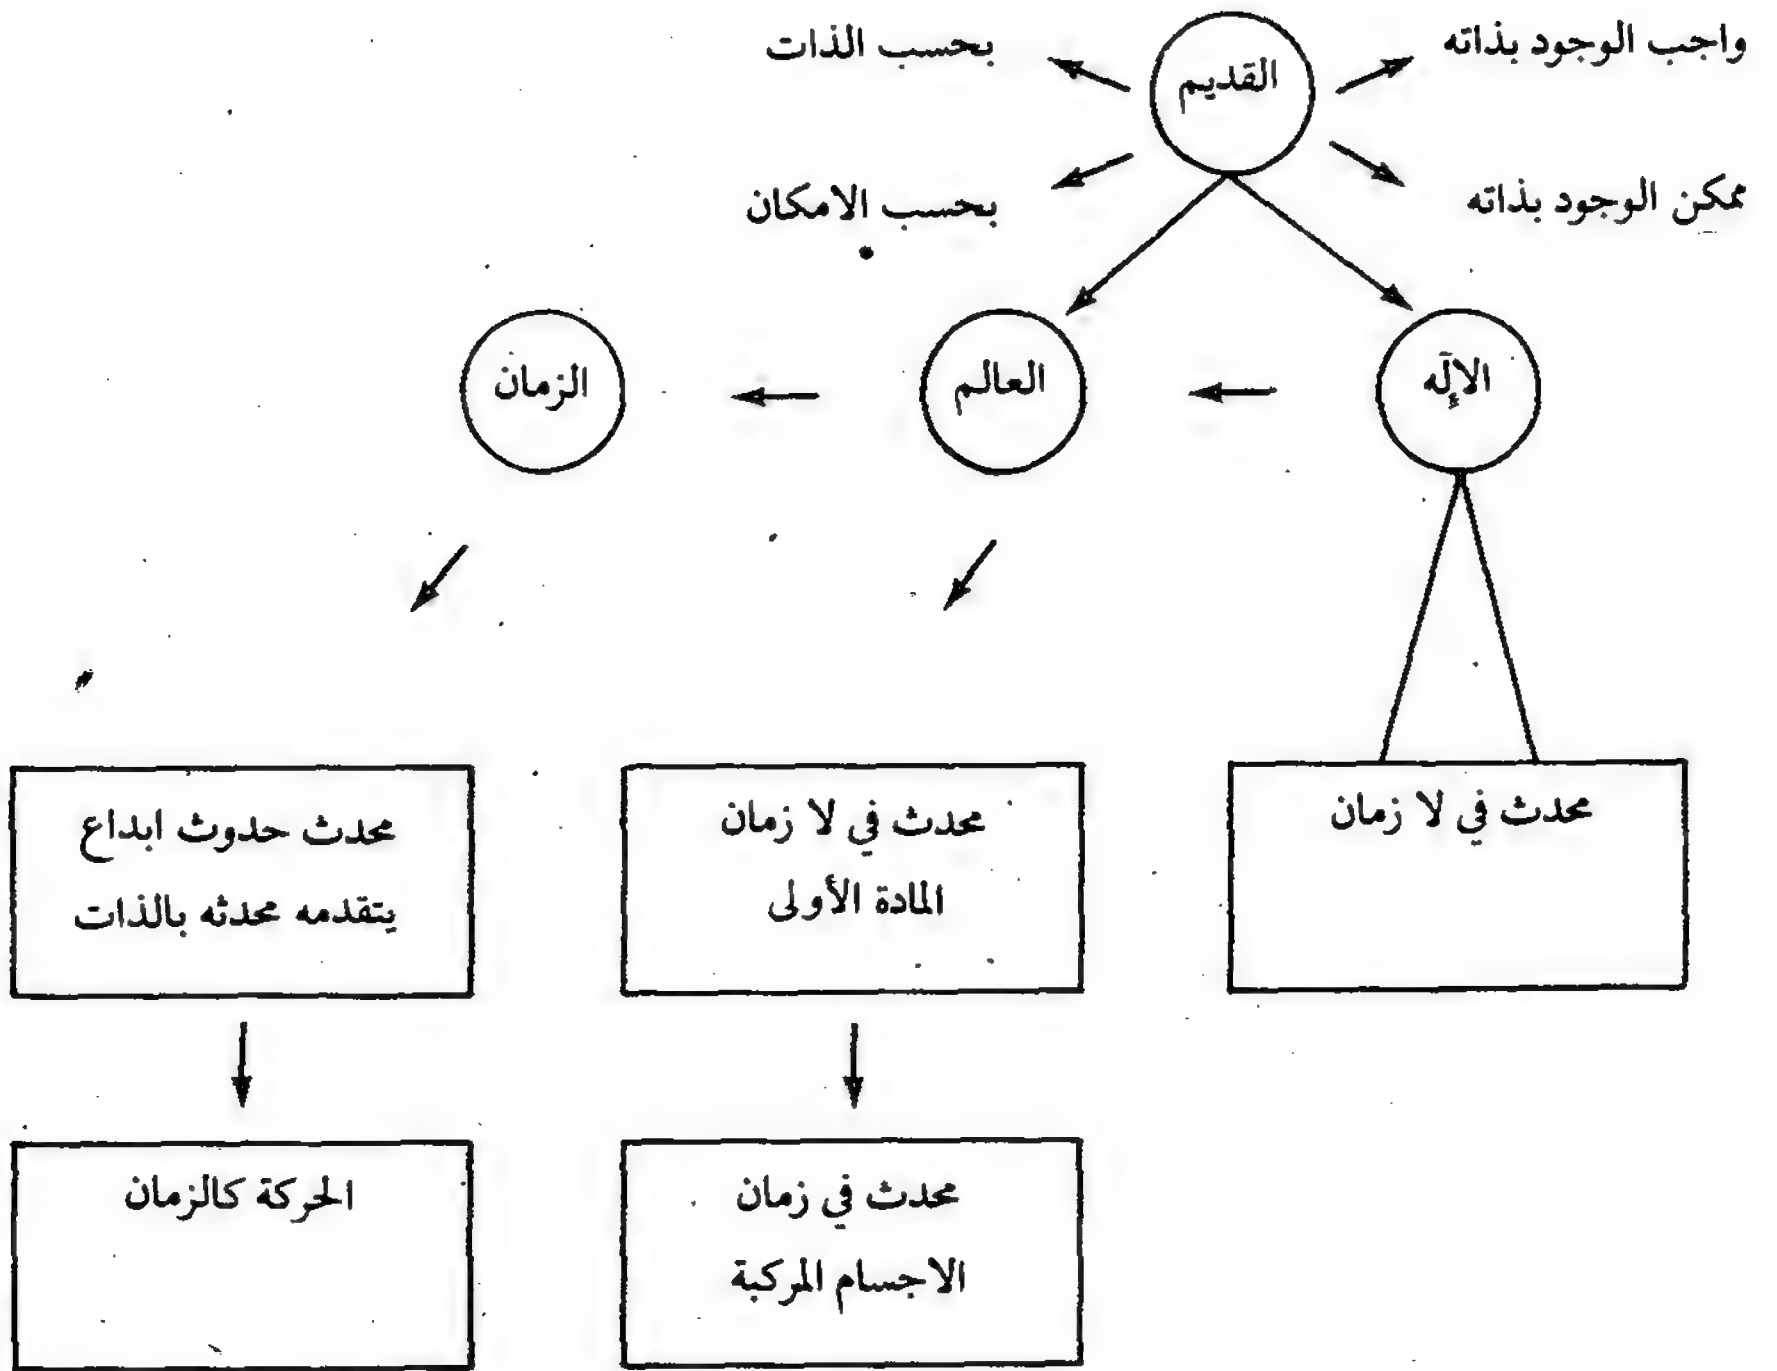 واجب الوجود بذاته
القديم
بحسب الذات
ممكن الوجود بذاته
بحسب الامكان
الإلّه
العالم
الزمان
محدث في لا زمان
محدث في لا زمان
المادة الأولى
محدث حدوث ابداع
يتقدمه محدثه بالذات
محدث في زمان
الاجسام المركبة
الحركة كالزمان